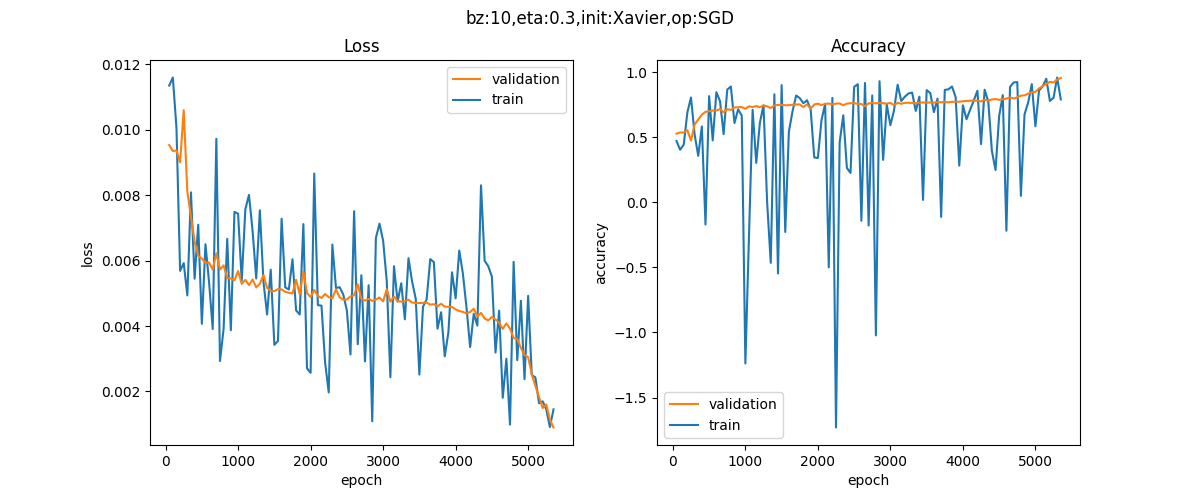 bz:10,eta:0.3,init:Xavier,op:SGD
Loss
0.012
0.010
0.008
0.006
0.004
0.002
loss
0 1000 2000 3000 4000 5000
epoch
validation
train
Accuracy
1.0
0.5
0.0
−0.5
−1.0
−1.5
accuracy
validation
train
0 1000 2000 3000 4000 5000
epoch